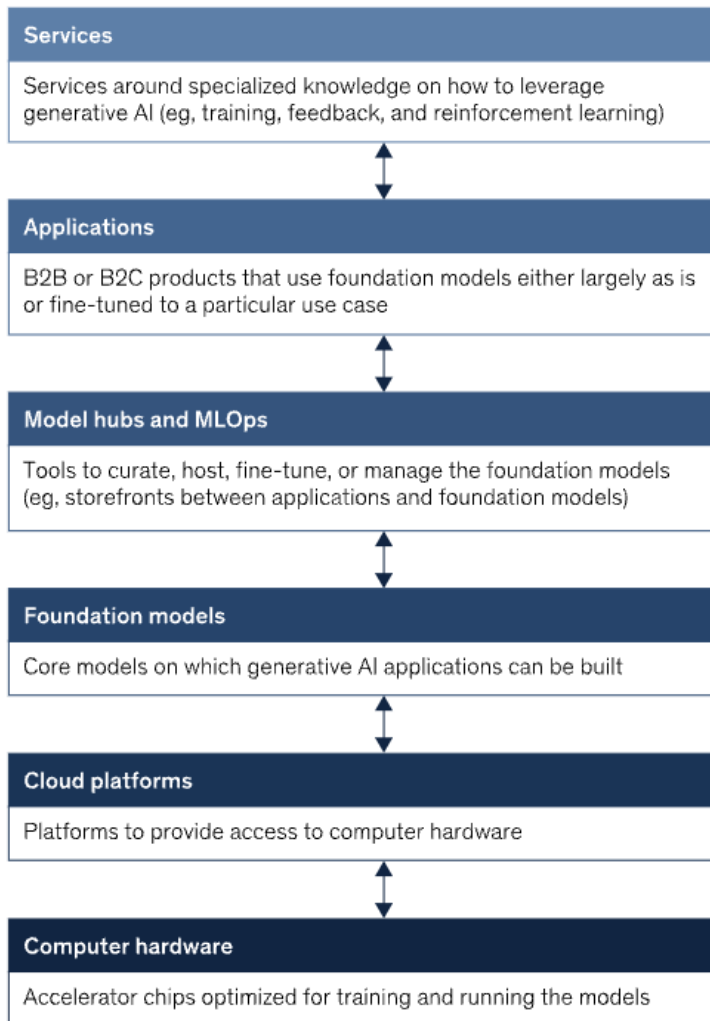 Services
Services around specialized knowledge on how to leverage
generative AI (eg, training, feedback, and reinforcement learning)
Applications
B2B or B2C products that use foundation models either largely as is
or fine-tuned to a particular use case
Model hubs and MLOps
Tools to curate, host, fine-tune, or manage the foundation models
(eg, storefronts between applications and foundation models)
Foundation models
Core models on which generative AI applications can be built
Cloud platforms
Platforms to provide access to computer hardware
Computer hardware
Accelerator chips optimized for training and running the models